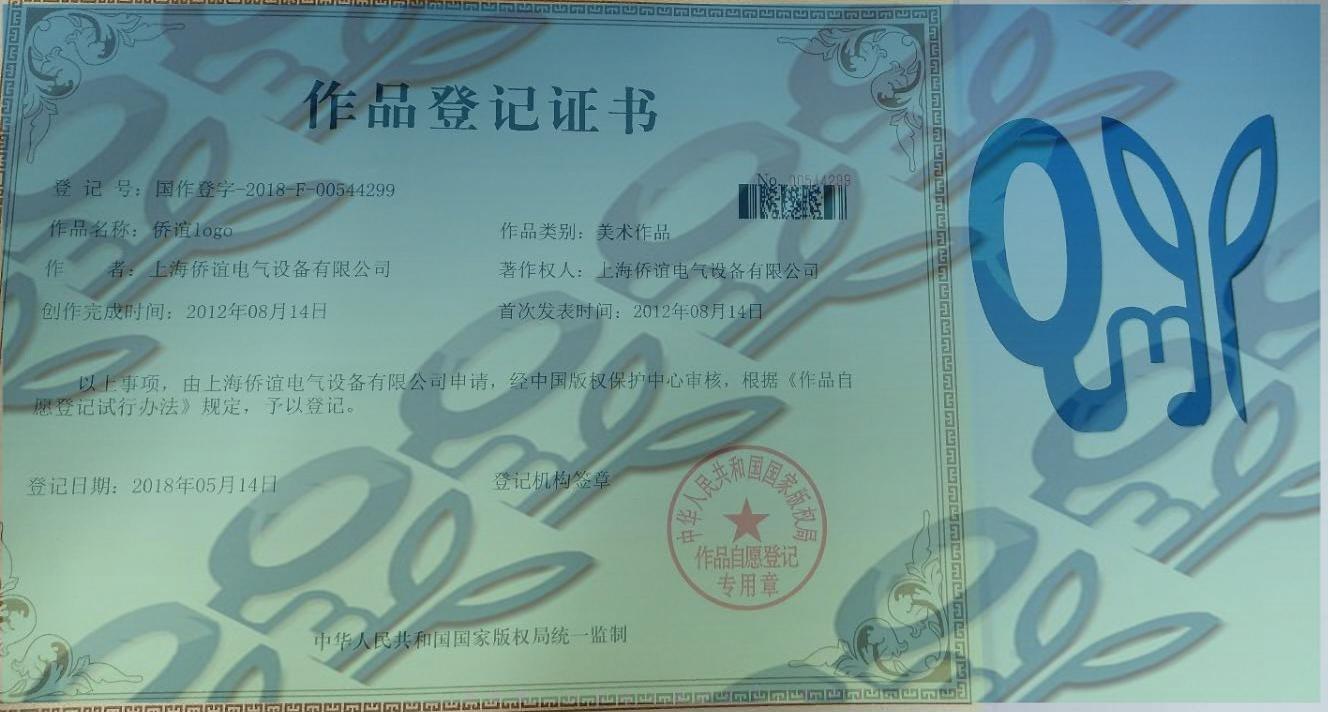 作品登记证书
No. 00544299
登 记 号：国作登字-2018-F-00544299
作品名称：侨谊logo
作品类别：美术作品
作 者：上海侨谊电气设备有限公司
著作权人：上海侨谊电气设备有限公司
创作完成时间：2012年08月14日
首次发表时间：2012年08月14日
以上事项，由上海侨谊电气设备有限公司申请，经中国版权保护中心审核，根据《作品自
愿登记试行办法》规定，予以登记。
登记日期：2018年05月14日
登记机构签章
中华人民共和国国家版权局
作品自愿登记
专用章
中华人民共和国国家版权局统一监制